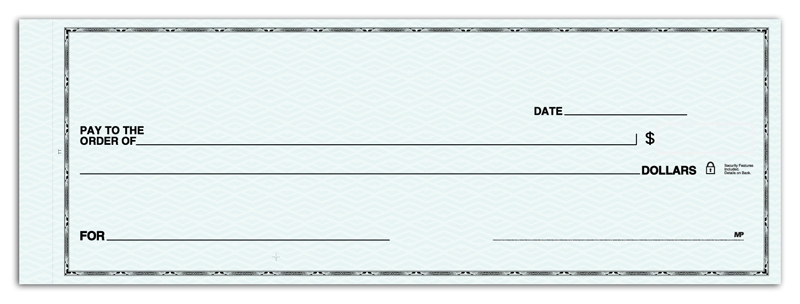 DATE
PAY TO THE
ORDER OF
$
DOLLARS
Security Features
Included.
Details on Back.
FOR
MP